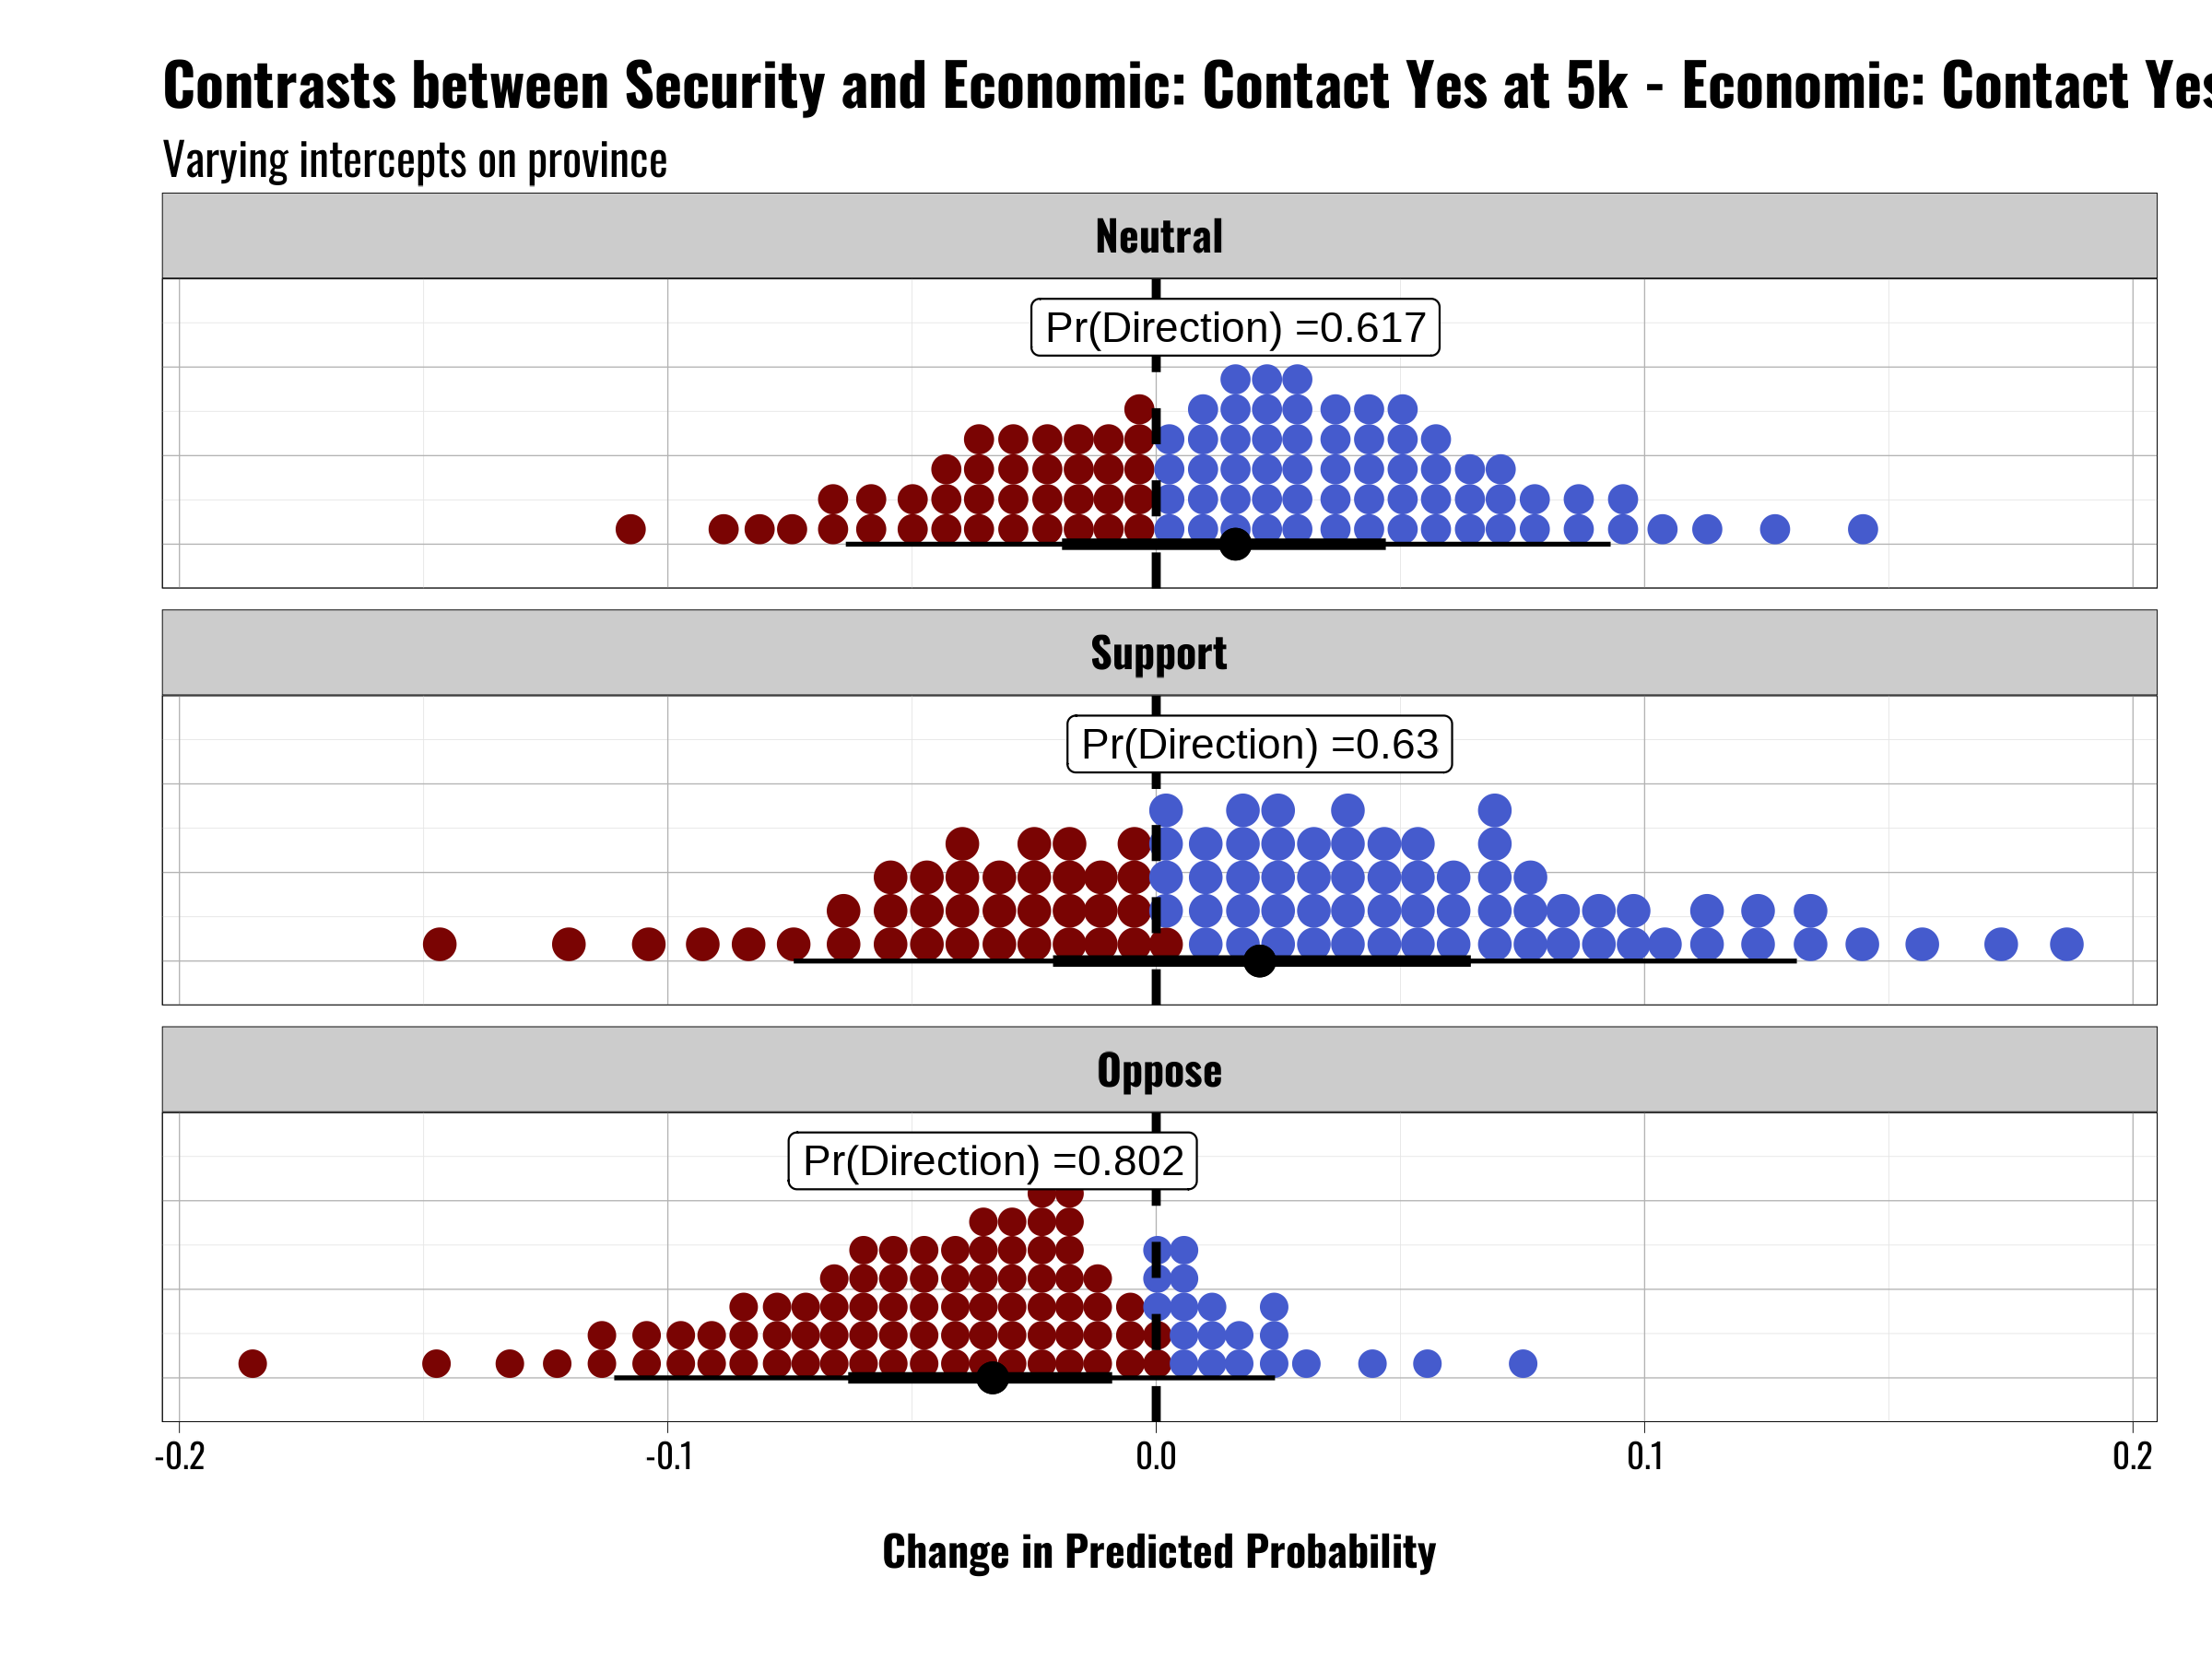 Contrasts between Security and Economic: Contact Yes at 5k - Economic: Contact Yes
Varying intercepts on province
Neutral
Pr(Direction) =0.617
Support
Pr(Direction) =0.63
Oppose
Pr(Direction) =0.802
-0.2 -0.1 0.0 0.1 0.2
Change in Predicted Probability